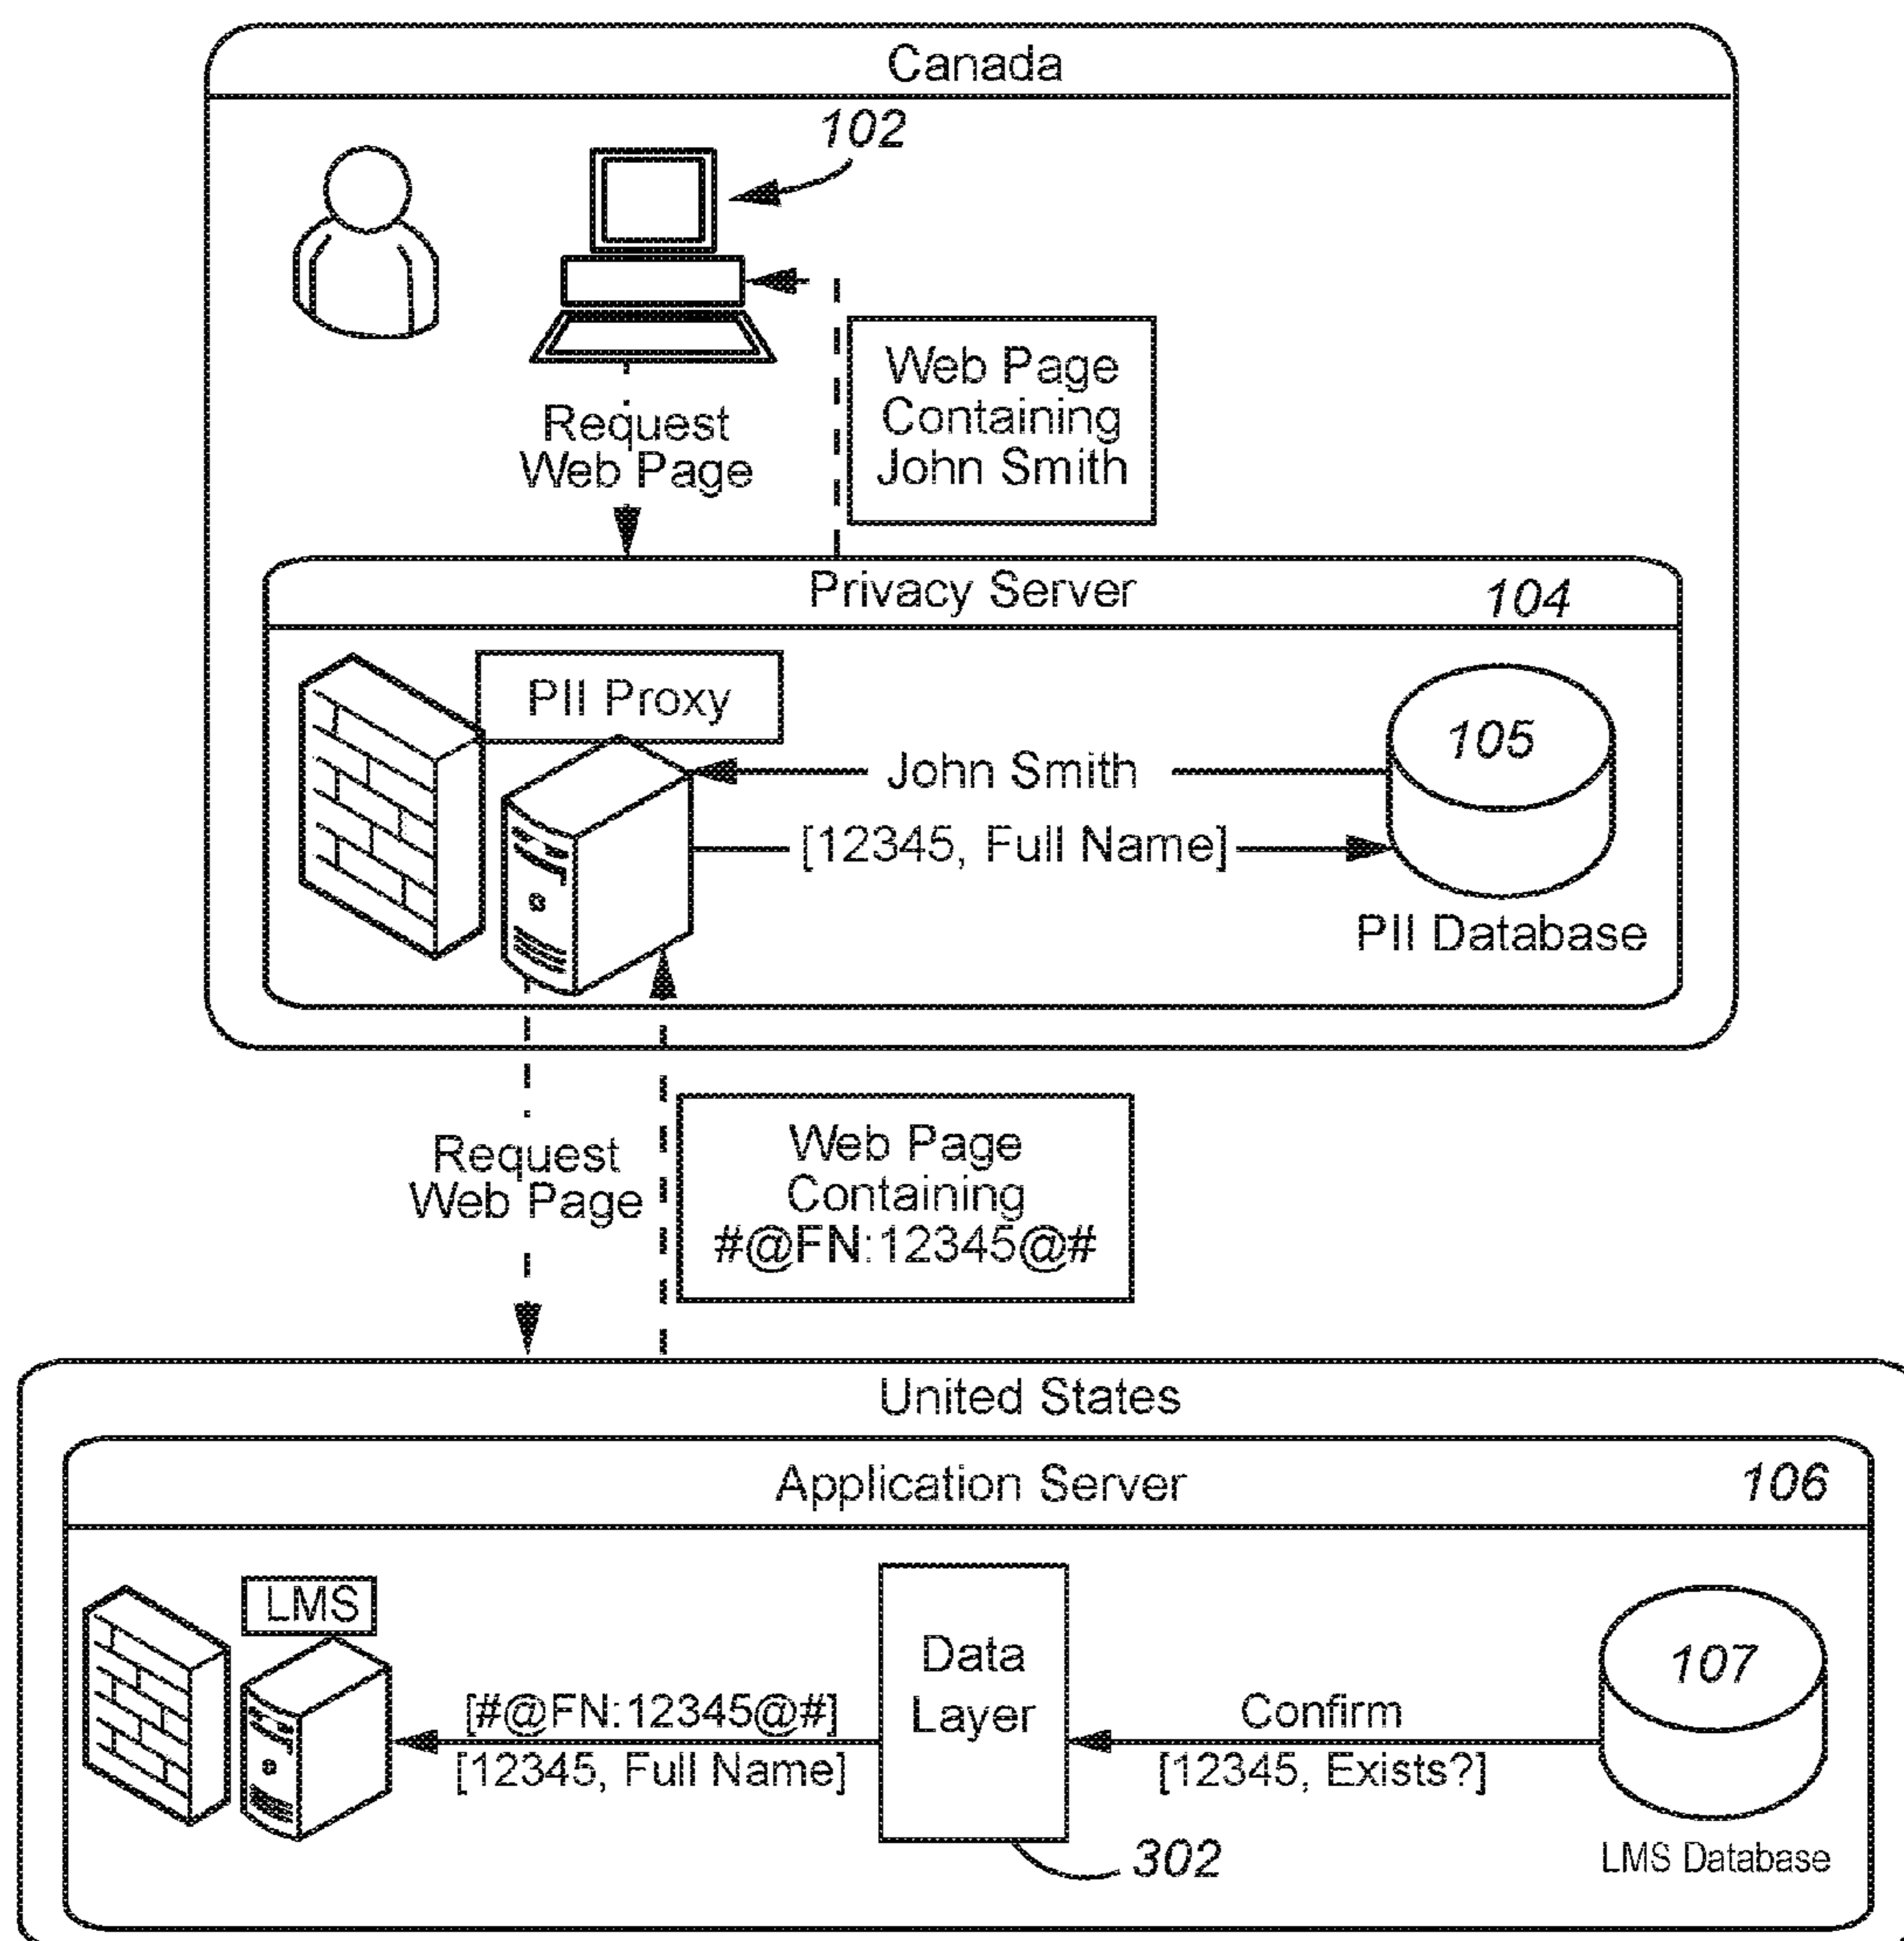 Canada
102
Request
Web Page
Web Page
Containing
John Smith
Privacy Server
104
PII Proxy
105
John Smith
[12345, Full Name]
PII Database
Request
Web Page
Web Page
Containing
#@FN:12345@#
United States
Application Server
106
LMS
[#@FN:12345@#]
[12345, Full Name]
Data
Layer
Confirm
[12345, Exists?]
107
302
LMS Database